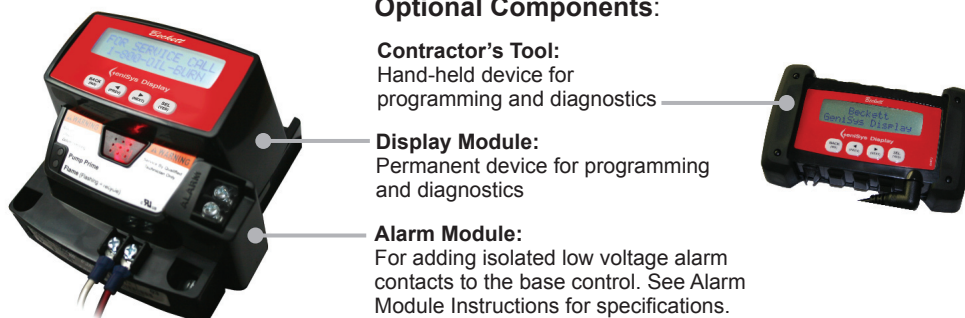 Optional Components:
Contractor's Tool:
Hand-held device for
programming and diagnostics
Display Module:
Permanent device for programming
and diagnostics
Alarm Module:
For adding isolated low voltage alarm
contacts to the base control. See Alarm
Module Instructions for specifications.
Beckett
FOR SERVICE CALL
1-800-OIL-BURN
GeniSys Display
BACK
(NO)
(PREV)
(NEXT)
SEL
(YES)
WARNING
Pump Prime
Flame (Flashing = recycle)
ALARM
Beckett
Beckett
GeniSys Display
GeniSys Display
BACK
(NO)
(PREV)
(NEXT)
SEL
(YES)